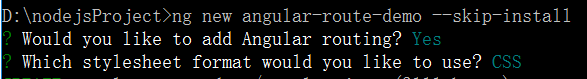 D:\nodejsProject>ng new angular-route-demo --skip-install
? Would you like to add Angular routing? Yes
? Which stylesheet format would you like to use? CSS